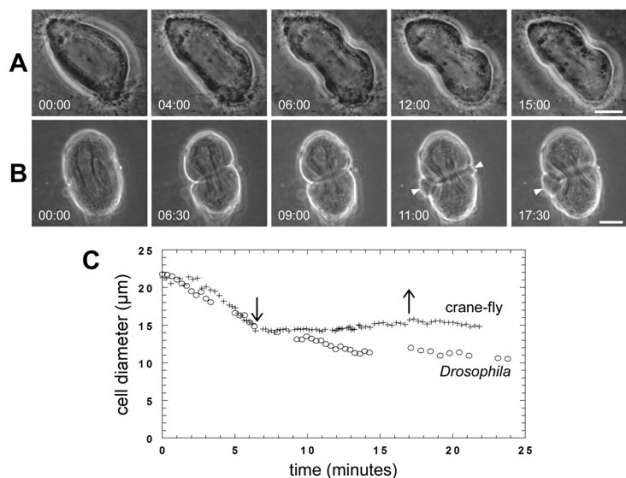 A
00:00 04:00 06:00 12:00 15:00
B
00:00 06:30 09:00 11:00 17:30
C
25
20
15
10
5
0
cell diameter (μm)
crane-fly
Drosophila
0 5 10 15 20 25
time (minutes)